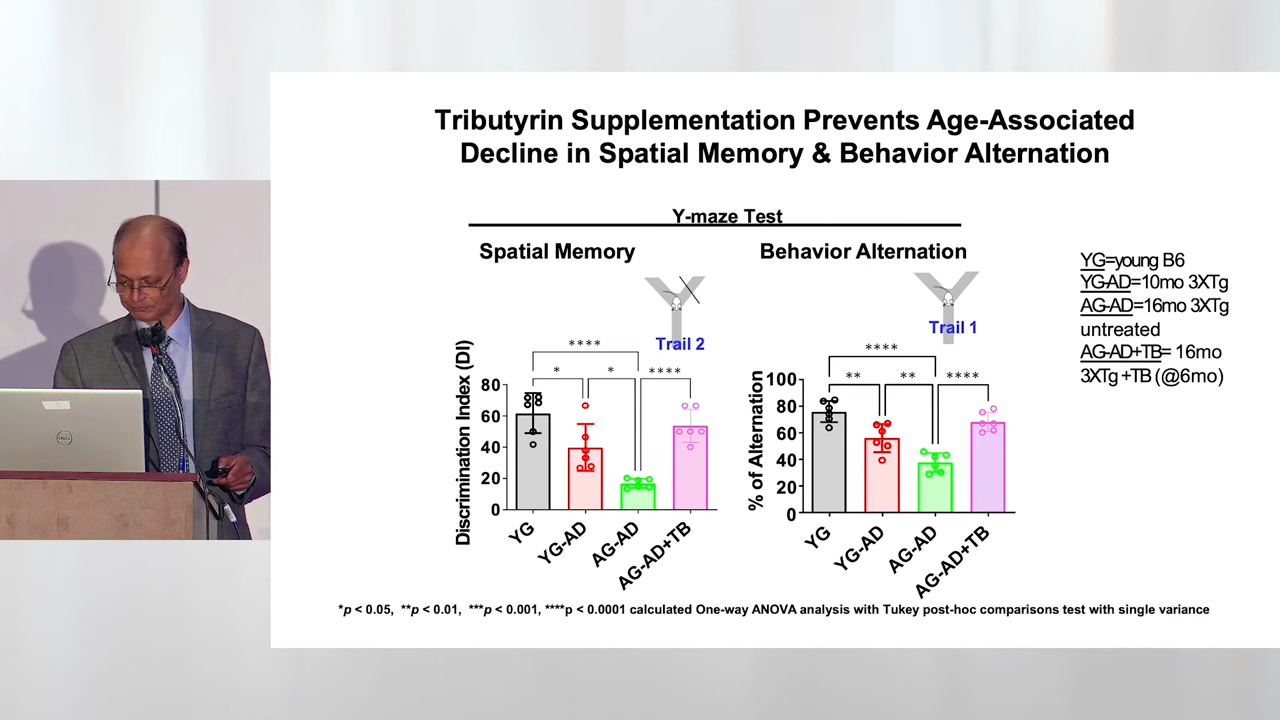 Tributyrin Supplementation Prevents Age-Associated
Decline in Spatial Memory & Behavior Alternation
Y-maze Test
Spatial Memory
Trail 2
Discrimination Index (DI)
80
60
40
20
0
****
*
*
****
YG
YG-AD
AG-AD
AG-AD+TB
Behavior Alternation
Trail 1
% of Alternation
100
80
60
40
20
0
****
**
**
****
YG
YG-AD
AG-AD
AG-AD+TB
YG=young B6
YG-AD=10mo 3XTg
AG-AD=16mo 3XTg
untreated
AG-AD+TB= 16mo
3XTg +TB (@6mo)
*p < 0.05, **p < 0.01, ***p < 0.001, ****p < 0.0001 calculated One-way ANOVA analysis with Tukey post-hoc comparisons test with single variance
DELL